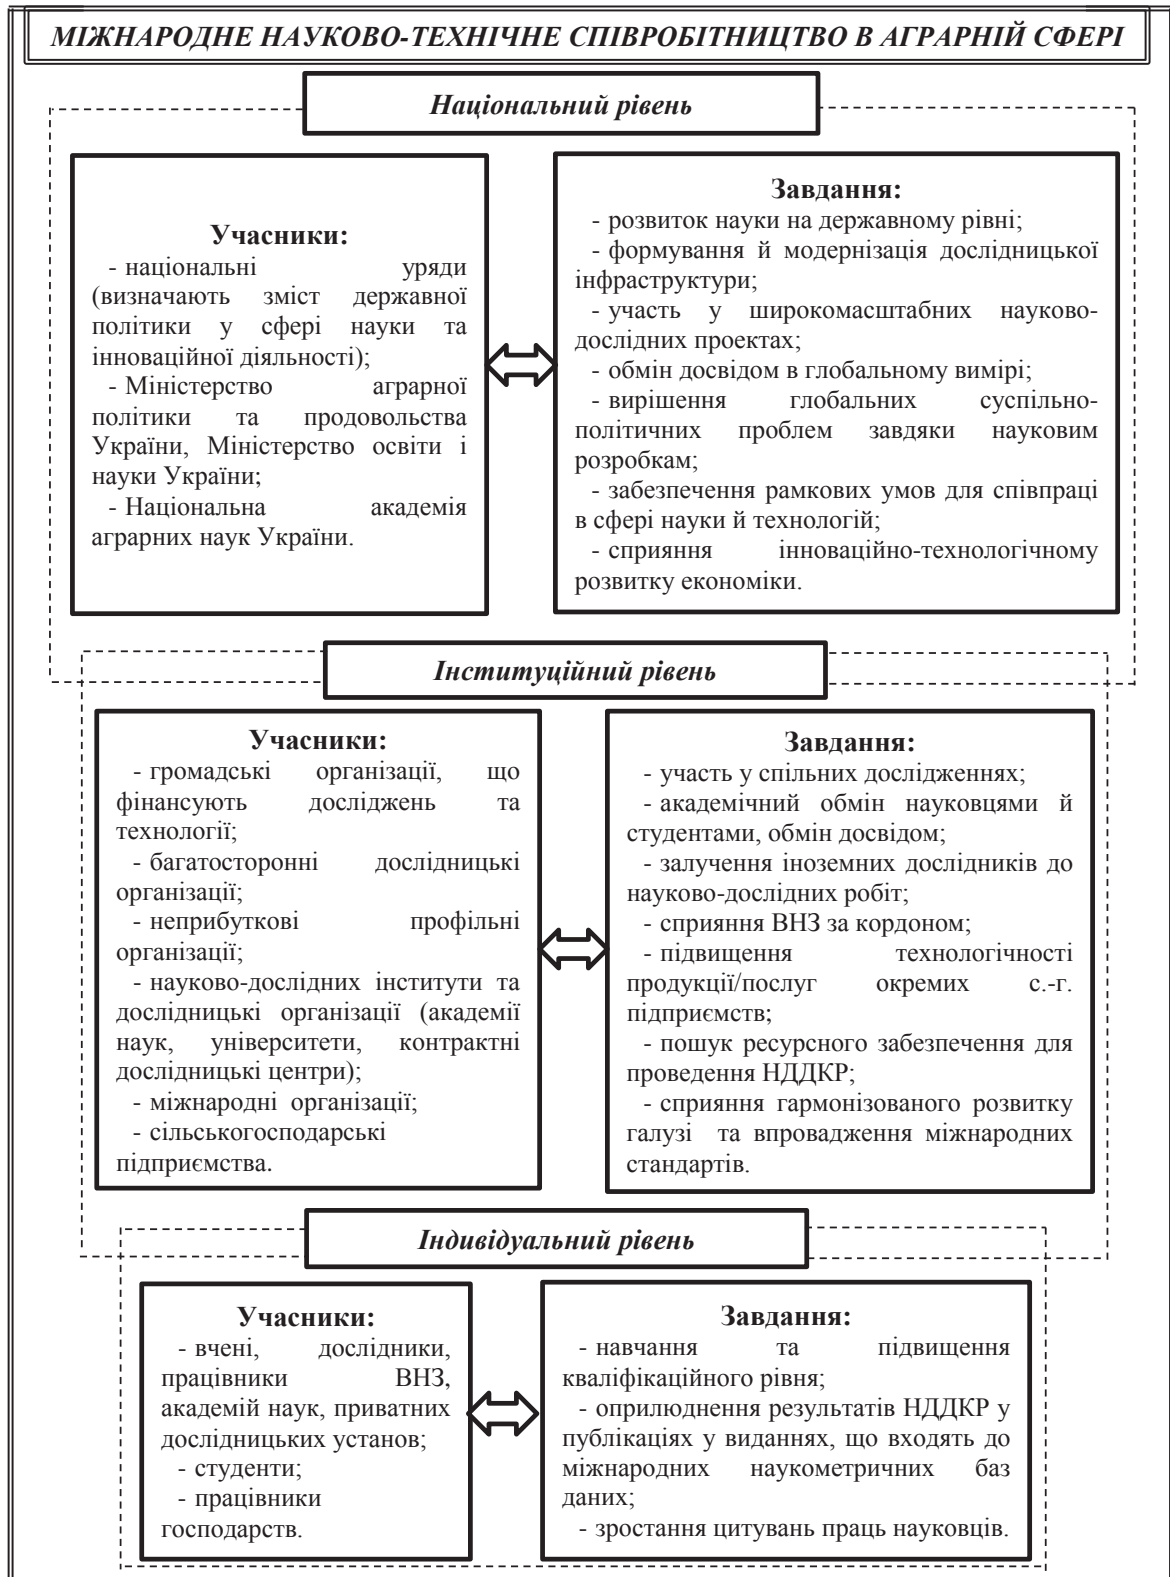 МІЖНАРОДНЕ НАУКОВО-ТЕХНІЧНЕ СПІВРОБІТНИЦТВО В АГРАРНІЙ СФЕРІ
Національний рівень
Учасники:
- національні уряди
(визначають зміст державної
політики у сфері науки та
інноваційної діяльності);
- Міністерство аграрної
політики та продовольства
України, Міністерство освіти і
науки України;
- Національна академія
аграрних наук України.
Завдання:
- розвиток науки на державному рівні;
- формування й модернізація дослідницької
інфраструктури;
- участь у широкомасштабних науково-
дослідних проектах;
- обмін досвідом в глобальному вимірі;
- вирішення глобальних суспільно-
політичних проблем завдяки науковим
розробкам;
- забезпечення рамкових умов для співпраці
в сфері науки й технологій;
- сприяння інноваційно-технологічному
розвитку економіки.
Інституційний рівень
Учасники:
- громадські організації, що
фінансують досліджень та
технології;
- багатосторонні дослідницькі
організації;
- неприбуткові профільні
організації;
- науково-дослідних інститути та
дослідницькі організації (академії
наук, університети, контрактні
дослідницькі центри);
- міжнародні організації;
- сільськогосподарські
підприємства.
Завдання:
- участь у спільних дослідженнях;
- академічний обмін науковцями й
студентами, обмін досвідом;
- залучення іноземних дослідників до
науково-дослідних робіт;
- сприяння ВНЗ за кордоном;
- підвищення технологічності
продукції/послуг окремих с.-г.
підприємств;
- пошук ресурсного забезпечення для
проведення НДДКР;
- сприяння гармонізованого розвитку
галузі та впровадження міжнародних
стандартів.
Індивідуальний рівень
Учасники:
- вчені, дослідники,
працівники ВНЗ,
академій наук, приватних
дослідницьких установ;
- студенти;
- працівники
господарств.
Завдання:
- навчання та підвищення
кваліфікаційного рівня;
- оприлюднення результатів НДДКР у
публікаціях у виданнях, що входять до
міжнародних наукометричних баз
даних;
- зростання цитувань праць науковців.